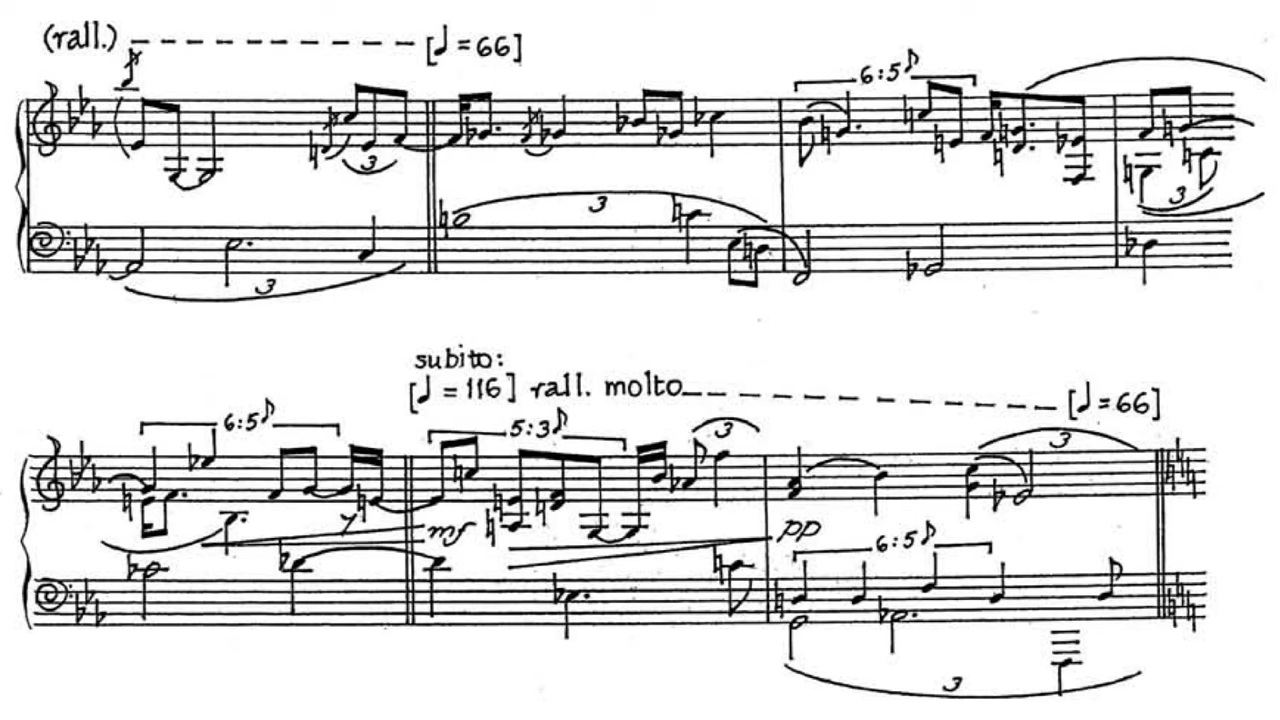 (rall.) [♩=66]
6:5♪
3
3
3
3
subito:
[♩=116] rall. molto [♩=66]
6:5♪ 5:3♪ 3 3
mf pp
6:5♪
3